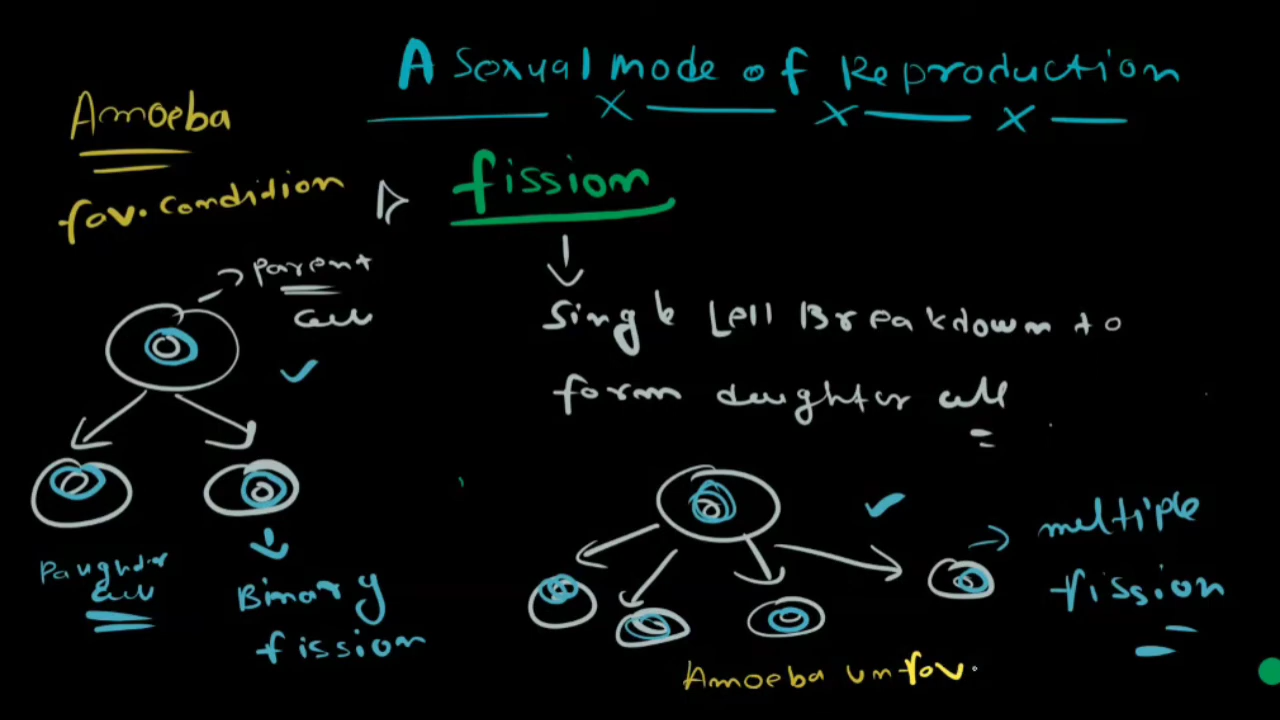 A Sexual mode of Reproduction
Amoeba
fav. condition
fission
Parent
cell
Single Cell Breakdown to
form daughter cell
Daughter
cell
Binary
fission
multiple
fission
Amoeba unfav.